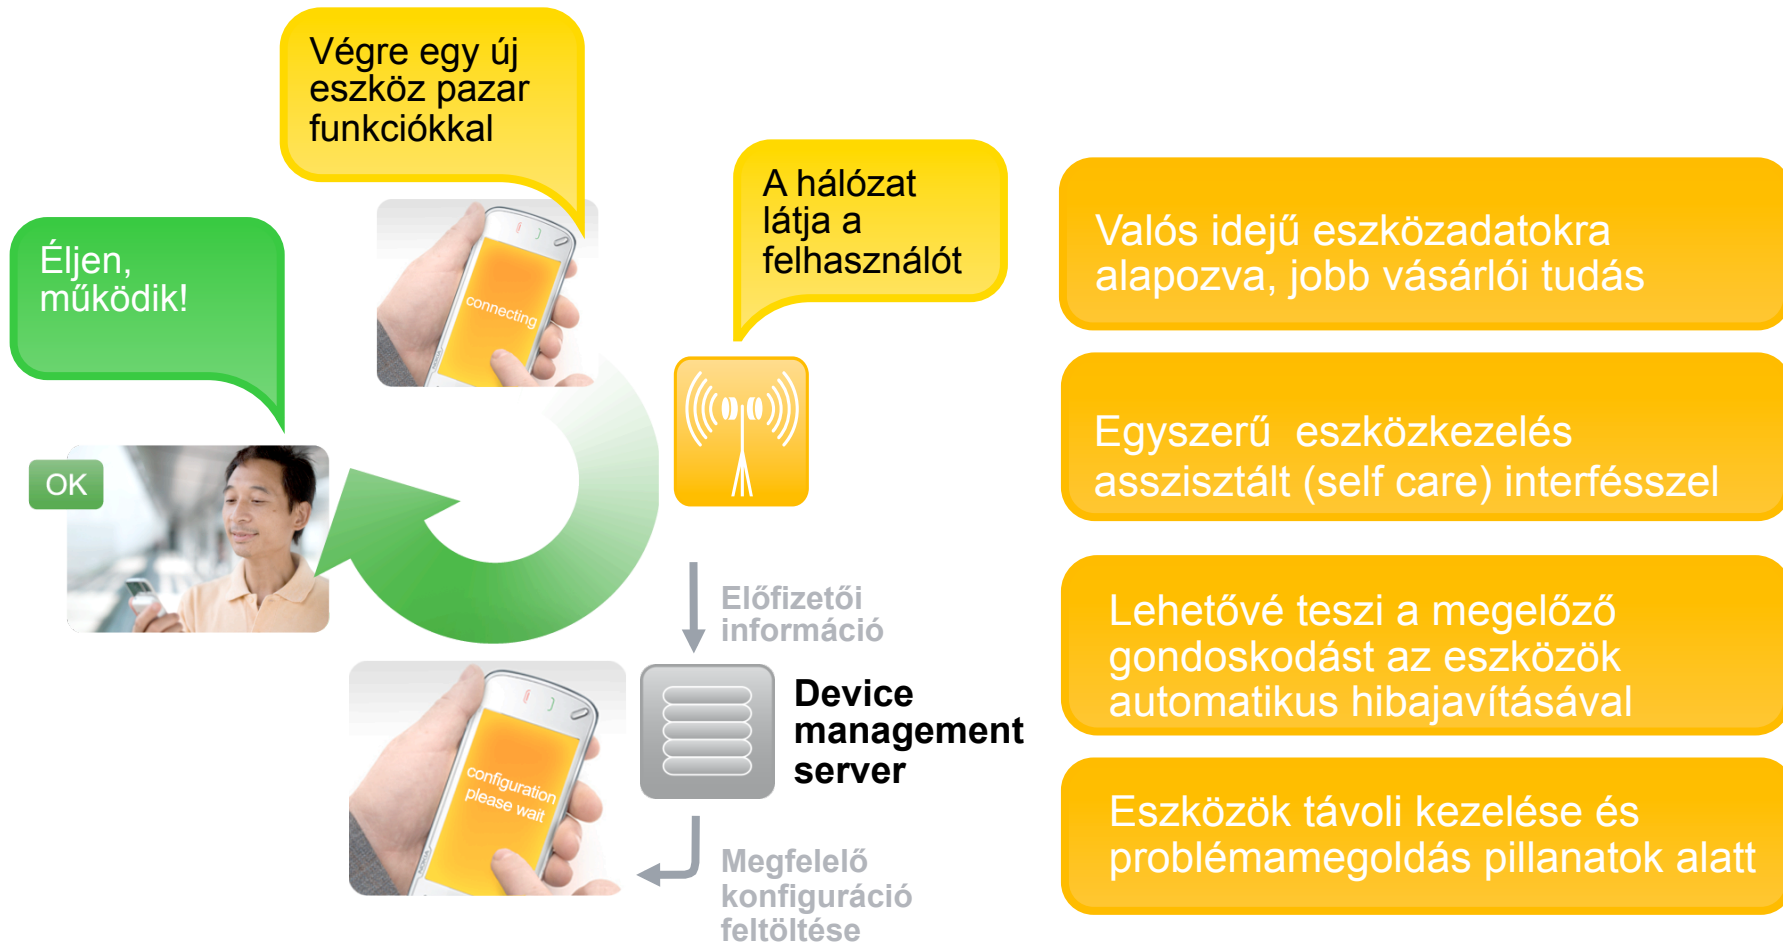 Végre egy új
eszköz pazar
funkciókkal
A hálózat
látja a
felhasználót
Éljen,
működik!
connecting
OK
Előfizetői
információ
Device
management
server
configuration
please wait
Megfelelő
konfiguráció
feltöltése
Valós idejű eszközadatokra
alapozva, jobb vásárlói tudás
Egyszerű  eszközkezelés
asszisztált (self care) interfésszel
Lehetővé teszi a megelőző
gondoskodást az eszközök
automatikus hibajavításával
Eszközök távoli kezelése és
problémamegoldás pillanatok alatt